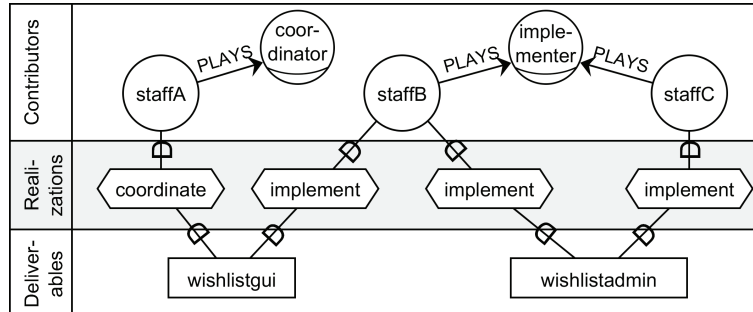 Contributors
coor-
dinator
imple-
menter
PLAYS
PLAYS
PLAYS
staffA
staffB
staffC
Reali-
zations
coordinate
implement
implement
implement
Deliver-
ables
wishlistgui
wishlistadmin